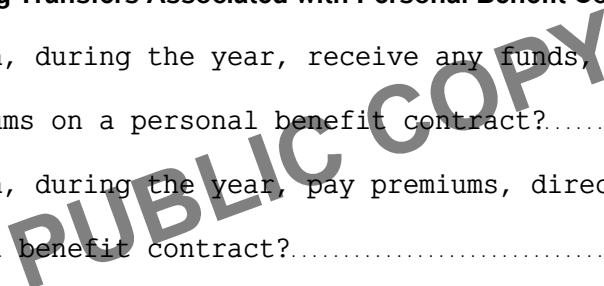 g Transfers Associated with Personal Benefit Co
, during the year, receive any funds,
ms on a personal benefit contract?
, during the year, pay premiums, direc
benefit contract?
PUBLIC COPY